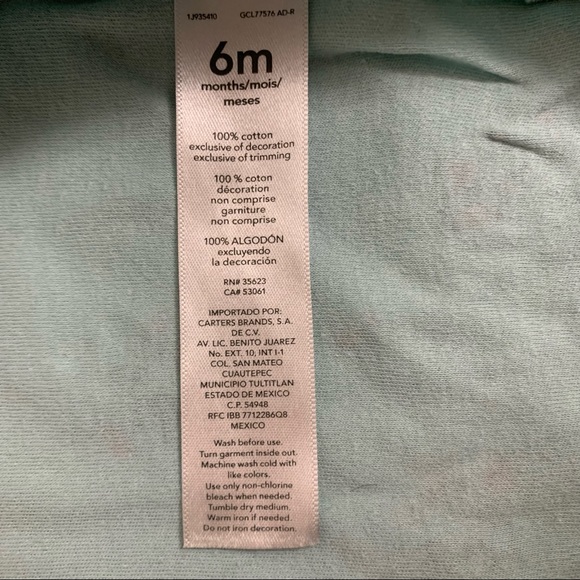 1J935410 GCL77576 AD-R
6m
months/mois/
meses
100% cotton
exclusive of decoration
exclusive of trimming
100 % coton
décoration
non comprise
garniture
non comprise
100% ALGODÓN
excluyendo
la decoración
RN# 35623
CA# 53061
IMPORTADO POR:
CARTERS BRANDS, S.A.
DE C.V.
AV. LIC. BENITO JUAREZ
No. EXT. 10; INT I-1
COL. SAN MATEO
CUAUTEPEC
MUNICIPIO TULTITLAN
ESTADO DE MEXICO
C.P. 54948
RFC IBB 7712286Q8
MEXICO
Wash before use.
Turn garment inside out.
Machine wash cold with
like colors.
Use only non-chlorine
bleach when needed.
Tumble dry medium.
Warm iron if needed.
Do not iron decoration.